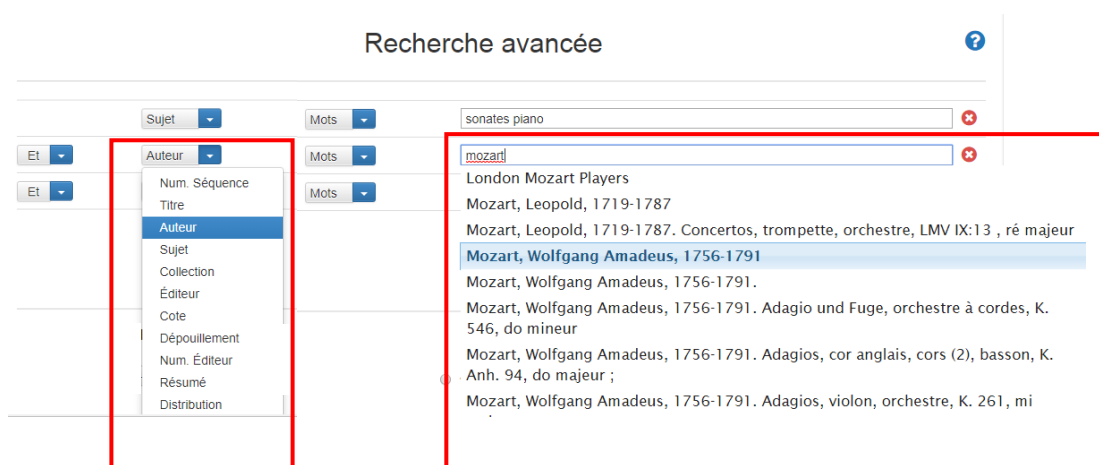 Recherche avancée
?
Sujet Mots sonates piano
Et Auteur Mots mozart
Et Mots
Num. Séquence
Titre
Auteur
Sujet
Collection
Éditeur
Cote
Dépouillement
Num. Éditeur
Résumé
Distribution
London Mozart Players
Mozart, Leopold, 1719-1787
Mozart, Leopold, 1719-1787. Concertos, trompette, orchestre, LMV IX:13 , ré majeur
Mozart, Wolfgang Amadeus, 1756-1791
Mozart, Wolfgang Amadeus, 1756-1791.
Mozart, Wolfgang Amadeus, 1756-1791. Adagio und Fuge, orchestre à cordes, K.
546, do mineur
Mozart, Wolfgang Amadeus, 1756-1791. Adagios, cor anglais, cors (2), basson, K.
Anh. 94, do majeur ;
Mozart, Wolfgang Amadeus, 1756-1791. Adagios, violon, orchestre, K. 261, mi